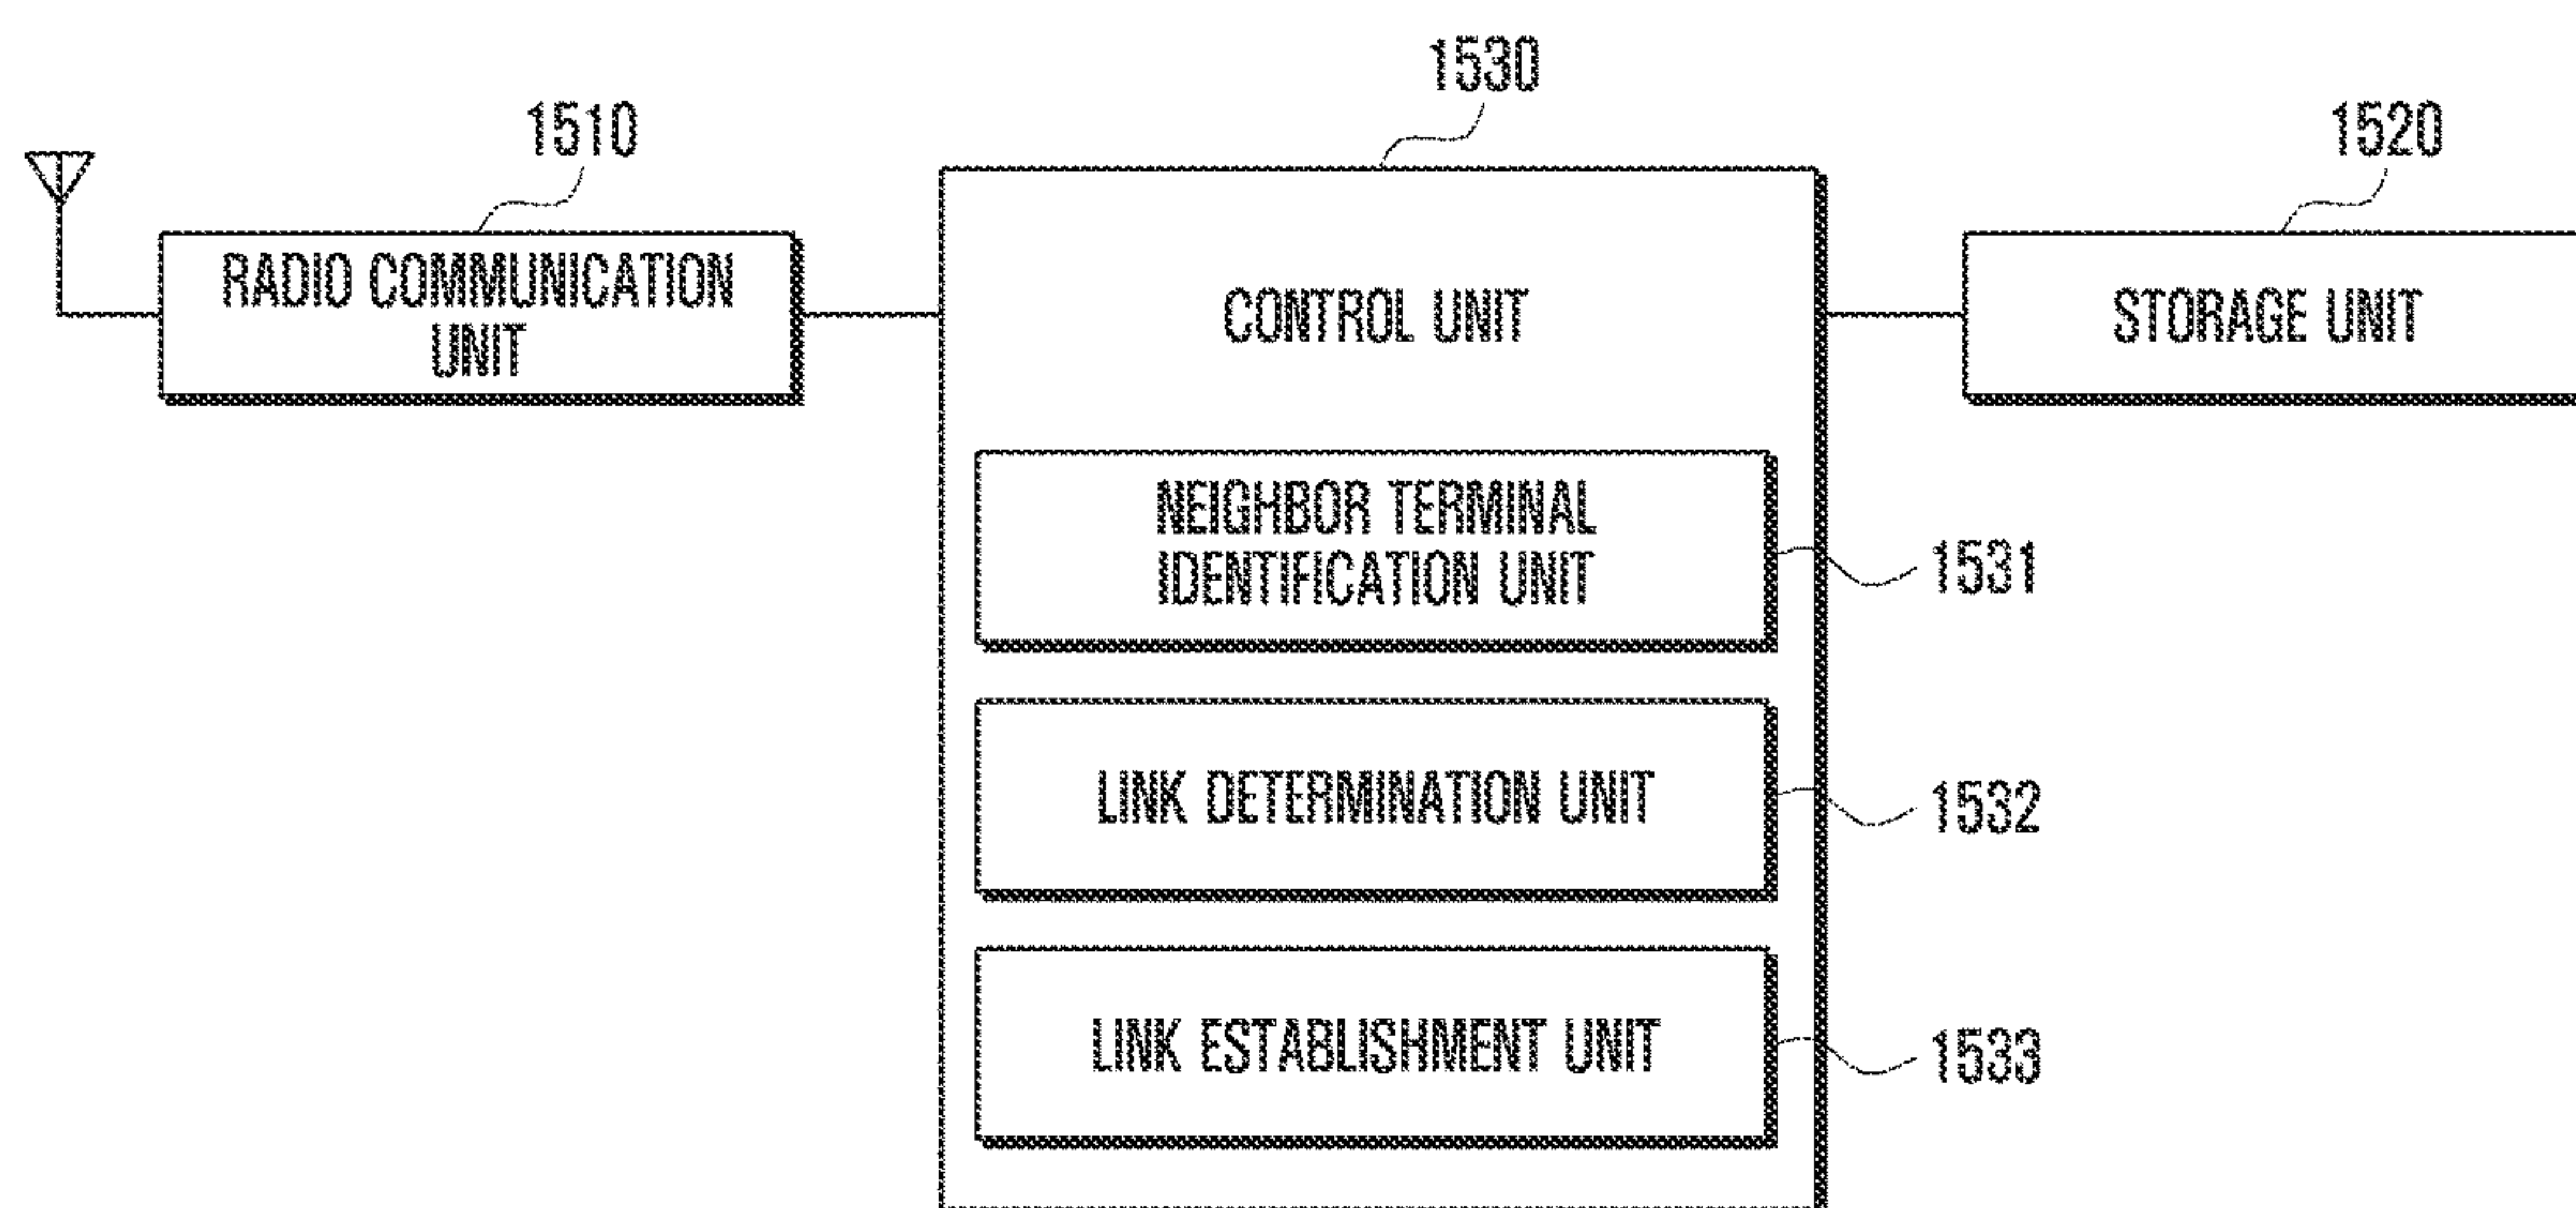 1530
1510
1520
RADIO COMMUNICATION
UNIT
CONTROL UNIT
STORAGE UNIT
NEIGHBOR TERMINAL
IDENTIFICATION UNIT
1531
LINK DETERMINATION UNIT
1532
LINK ESTABLISHMENT UNIT
1533